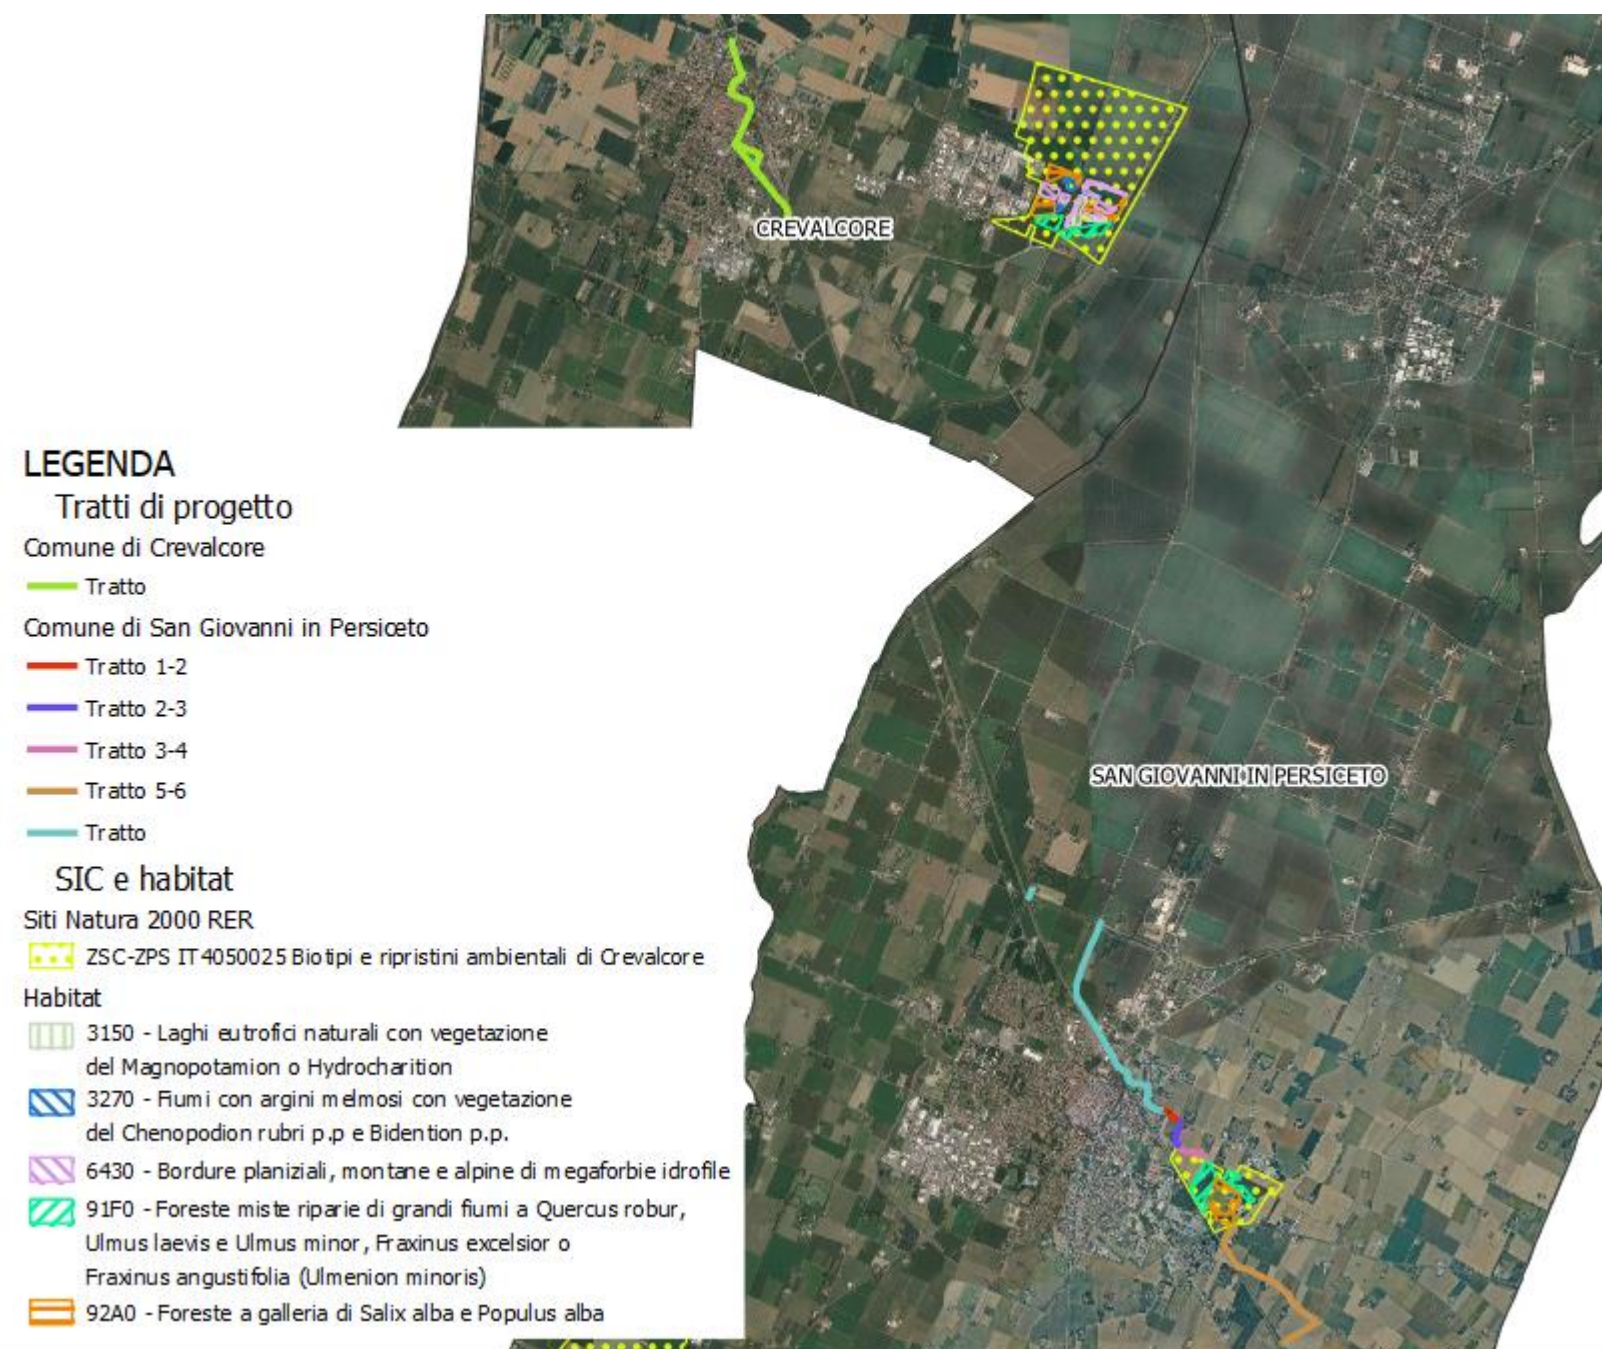 CREVALCORE
LEGENDA
Tratti di progetto
Comune di Crevalcore
Tratto
Comune di San Giovanni in Persiceto
Tratto 1-2
Tratto 2-3
Tratto 3-4
Tratto 5-6
Tratto
SIC e habitat
Siti Natura 2000 RER
ZSC-ZPS IT4050025 Biotipi e ripristini ambientali di Crevalcore
Habitat
3150 - Laghi eutrofici naturali con vegetazione
del Magnopotamion o Hydrocharition
3270 - Fiumi con argini melmosi con vegetazione
del Chenopodion rubri p.p e Bidention p.p.
6430 - Bordure planiziali, montane e alpine di megaforbie idrofile
91F0 - Foreste miste riparie di grandi fiumi a Quercus robur,
Ulmus laevis e Ulmus minor, Fraxinus excelsior o
Fraxinus angustifolia (Ulmenion minoris)
92A0 - Foreste a galleria di Salix alba e Populus alba
SAN GIOVANNI IN PERSICETO